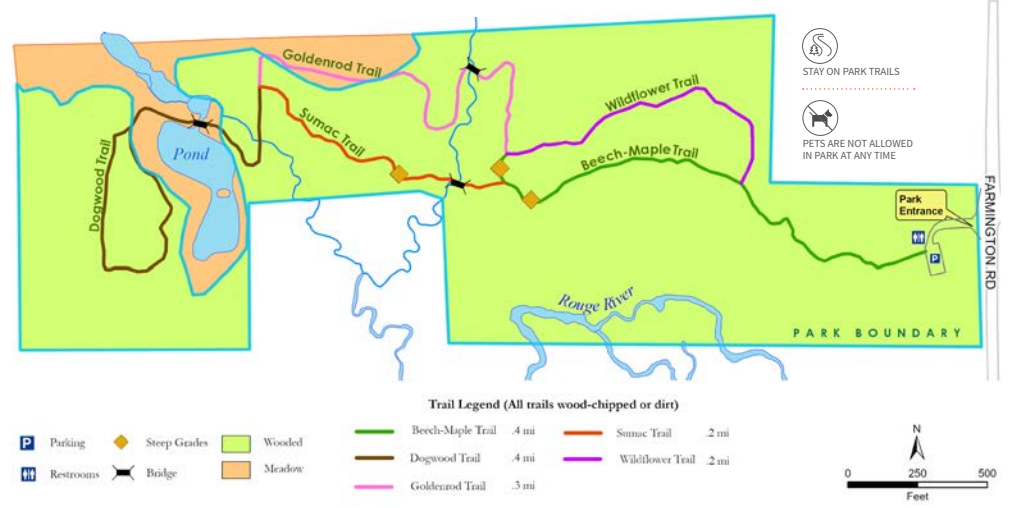 Goldenrod Trail
STAY ON PARK TRAILS
Wildflower Trail
Sumac Trail
PETS ARE NOT ALLOWED
IN PARK AT ANY TIME
Pond
Beech-Maple Trail
Dogwood Trail
FARMINGTON RD
Park
Entrance
P
Rouge River
PARK BOUNDARY
Trail Legend (All trails wood-chipped or dirt)
P Parking
Steep Grades
Wooded
Restrooms
Bridge
Meadow
Beech-Maple Trail .4 mi
Dogwood Trail .4 mi
Goldenrod Trail .3 mi
Sumac Trail .2 mi
Wildflower Trail .2 mi
N
0 250 500
Feet